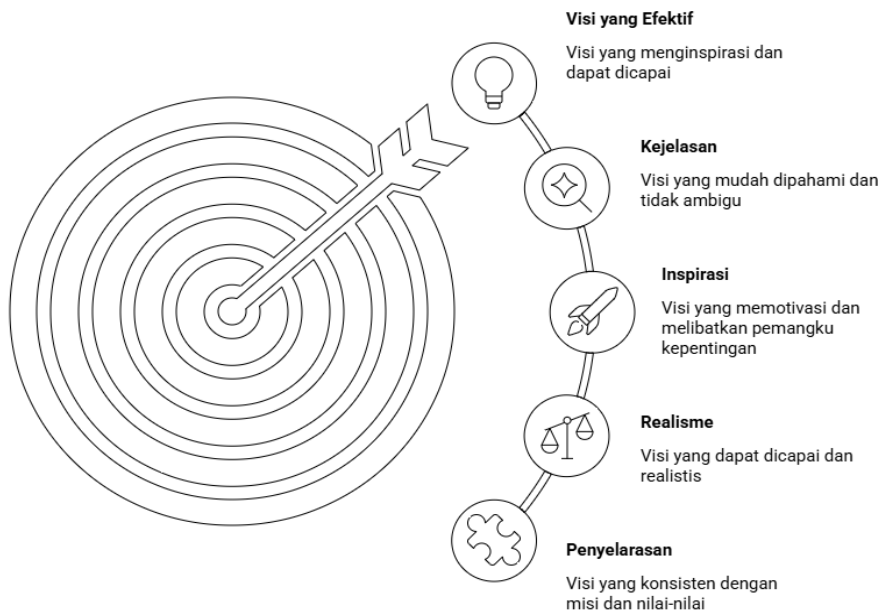 Visi yang Efektif
Visi yang menginspirasi dan
dapat dicapai
Kejelasan
Visi yang mudah dipahami dan
tidak ambigu
Inspirasi
Visi yang memotivasi dan
melibatkan pemangku
kepentingan
Realisme
Visi yang dapat dicapai dan
realistis
Penyelarasan
Visi yang konsisten dengan
misi dan nilai-nilai